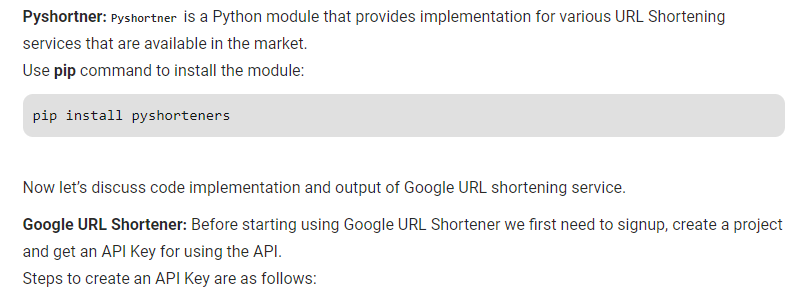 Pyshortner: Pyshortner is a Python module that provides implementation for various URL Shortening
services that are available in the market.
Use pip command to install the module:
pip install pyshorteners
Now let’s discuss code implementation and output of Google URL shortening service.
Google URL Shortener: Before starting using Google URL Shortener we first need to signup, create a project
and get an API Key for using the API.
Steps to create an API Key are as follows: